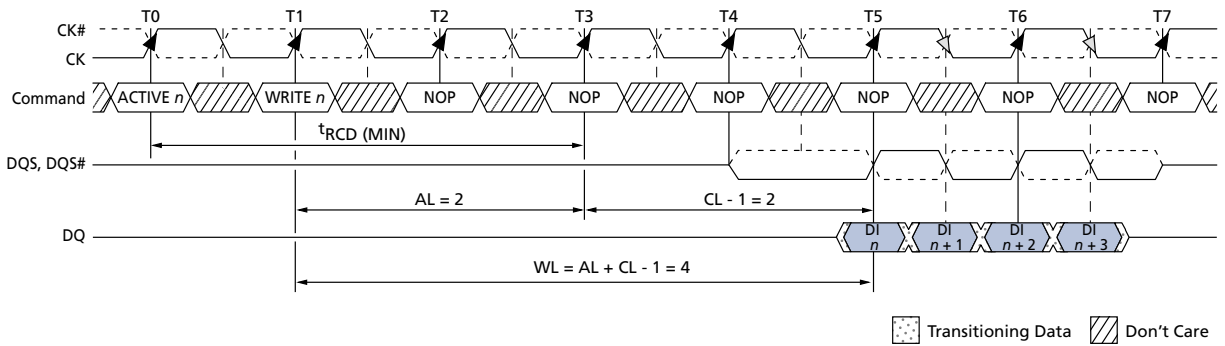 T0 T1 T2 T3 T4 T5 T6 T7
CK#
CK
Command ACTIVE n WRITE n NOP NOP NOP NOP NOP NOP
tRCD (MIN)
DQS, DQS#
AL = 2 CL - 1 = 2
DQ DI n DI n + 1 DI n + 2 DI n + 3
WL = AL + CL - 1 = 4
Transitioning Data Don't Care